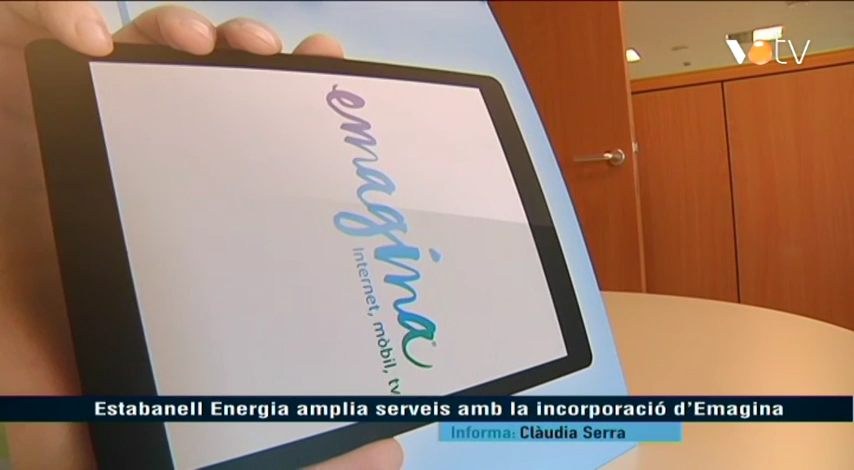 VOtv
emagina
Internet, mòbil, tv
Estabanell Energia amplia serveis amb la incorporació d'Emagina
Informa: Clàudia Serra